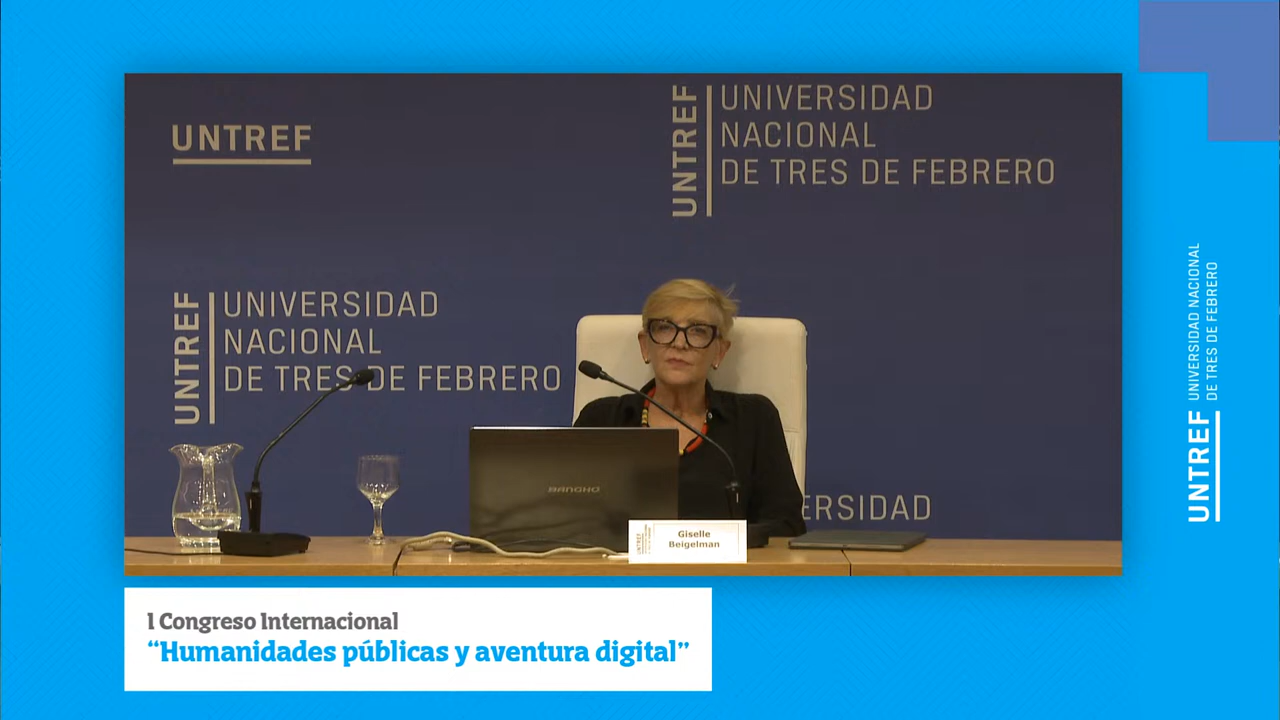 UNTREF
UNTREF
UNIVERSIDAD
NACIONAL
DE TRES DE FEBRERO
UNTREF
UNIVERSIDAD
NACIONAL
DE TRES DE FEBRERO
ERSIDAD
BANGHO
Giselle
Beigelman
UNTREF
UNIVERSIDAD NACIONAL
DE TRES DE FEBRERO
I Congreso Internacional
“Humanidades públicas y aventura digital”